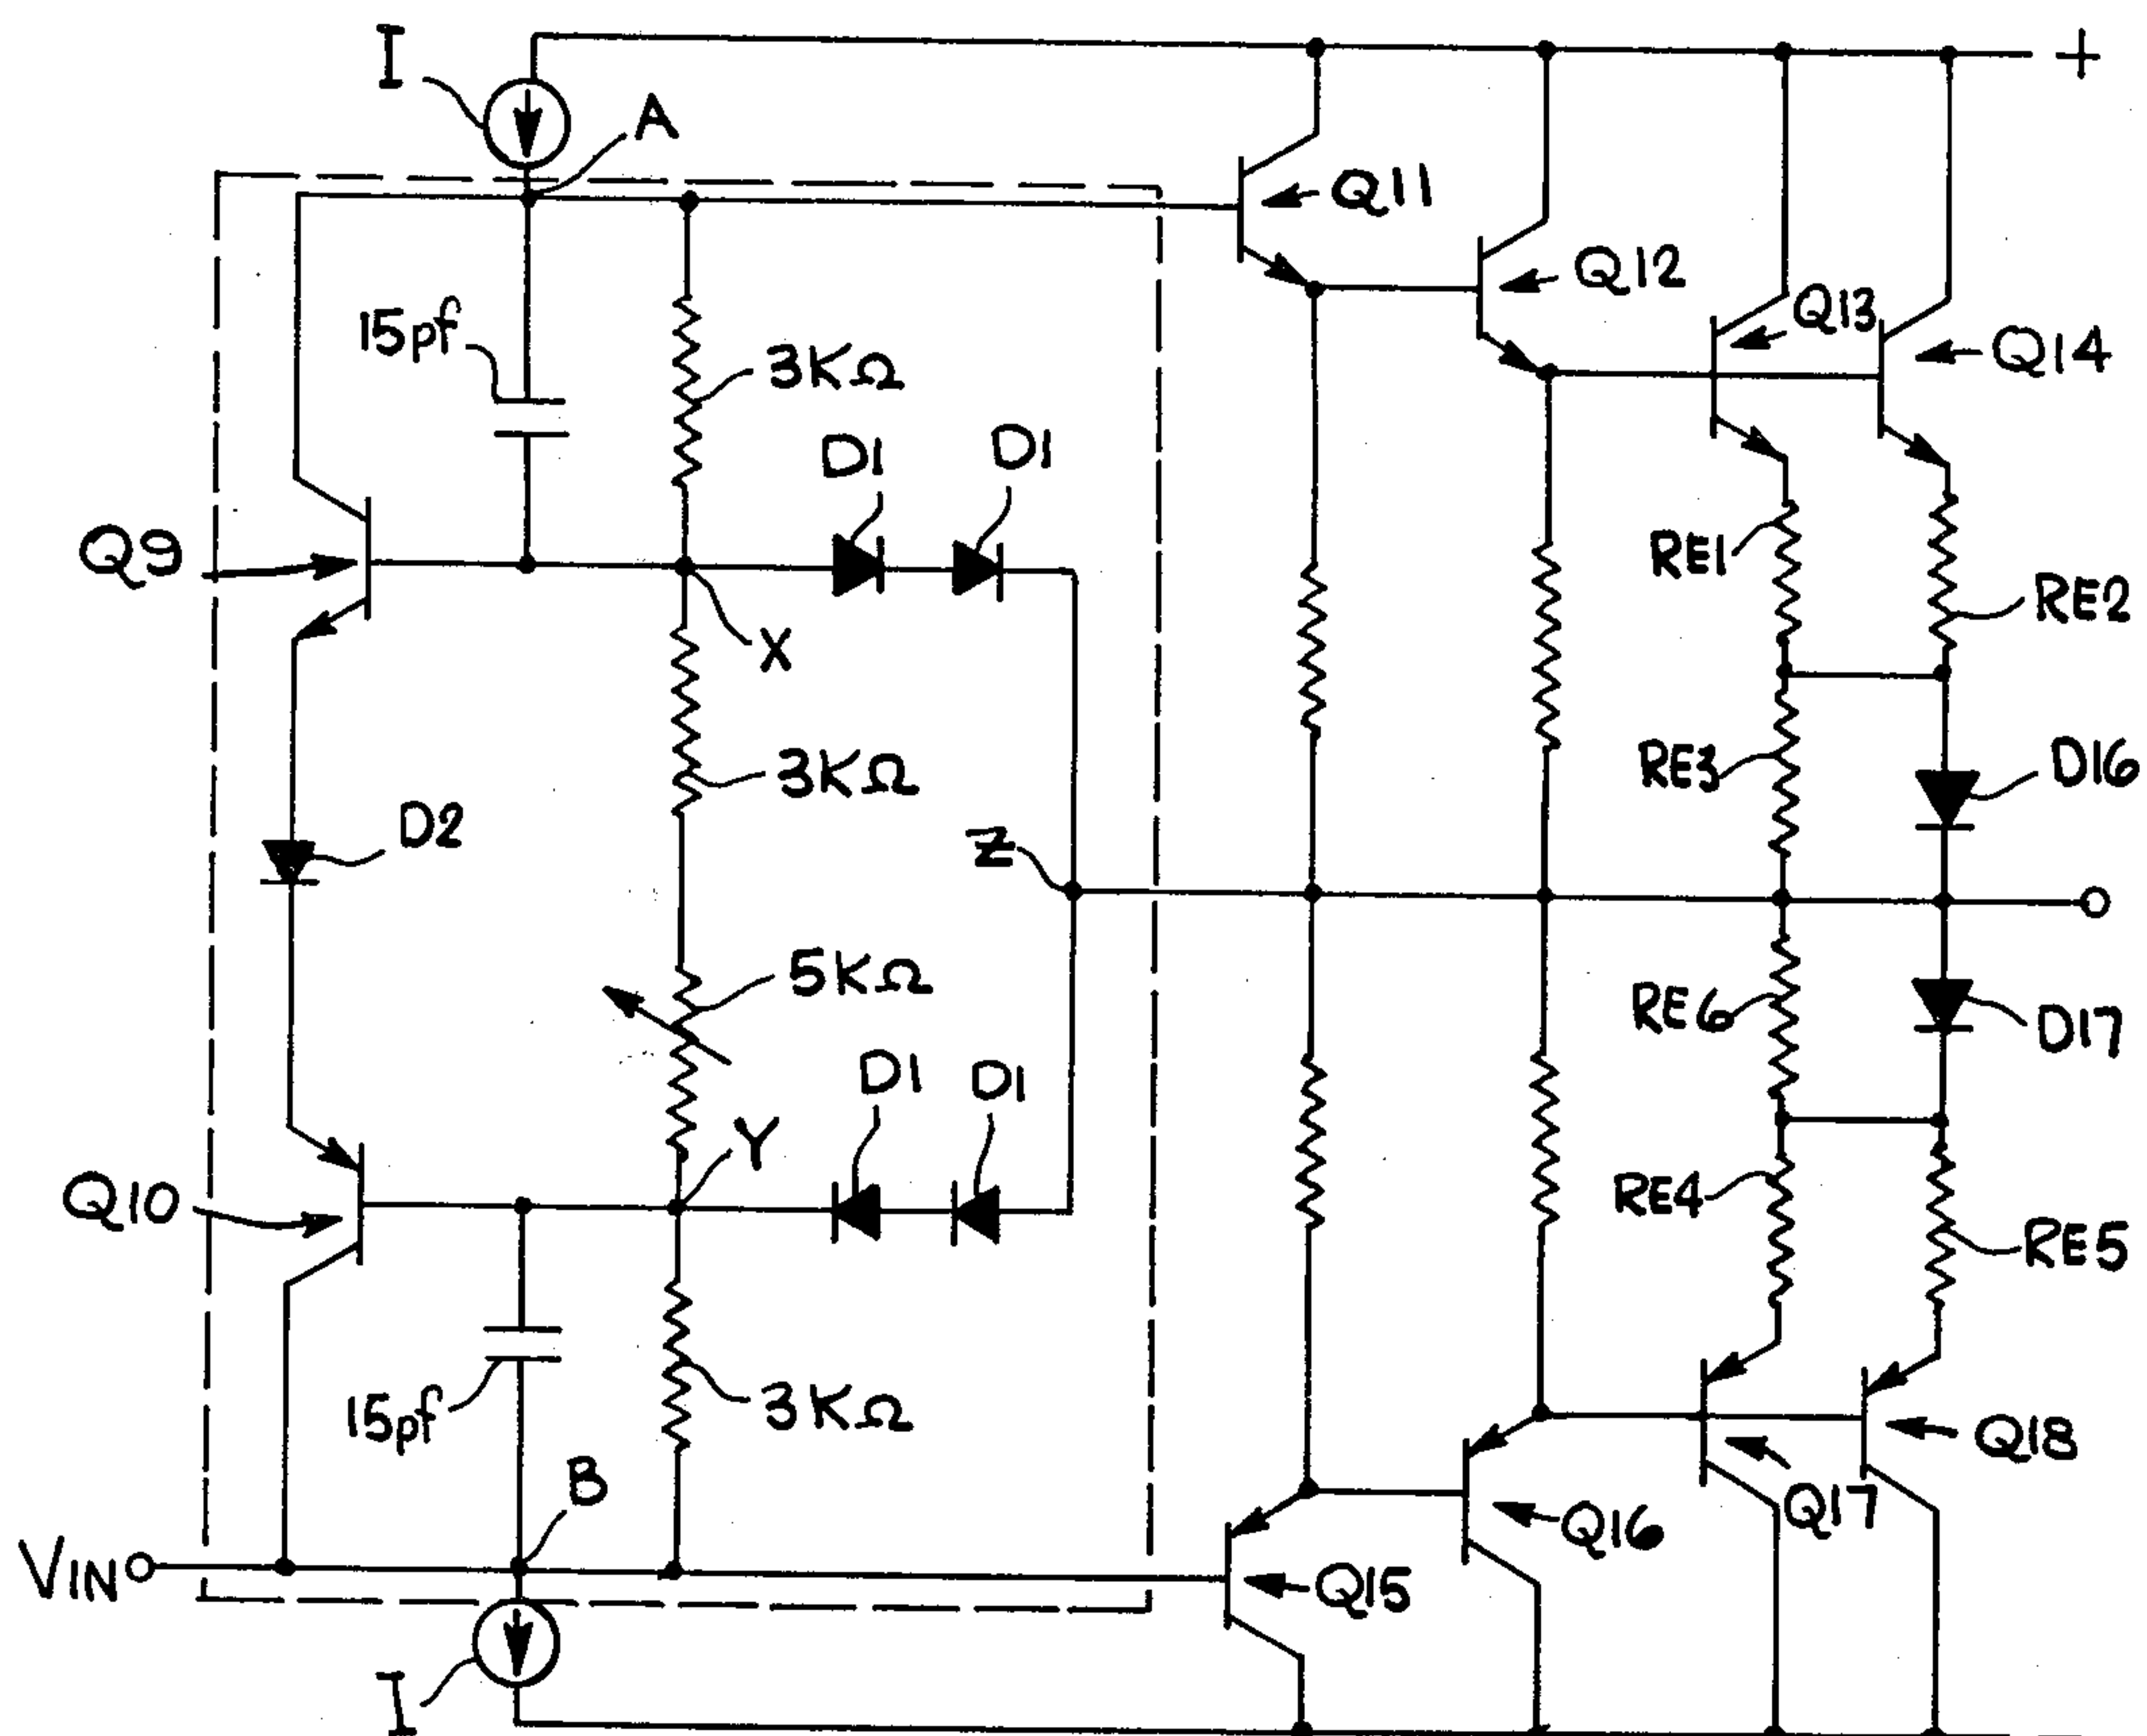 I
+
A
Q11
Q12
Q13
Q14
15pf
3KΩ
D1
D1
Q9
X
RE1
RE2
3KΩ
RE3
D16
D2
Z
5KΩ
RE6
D17
D1
D1
Y
Q10
RE4
RE5
15pf
3KΩ
B
Q18
Q17
Q16
VIN
Q15
I